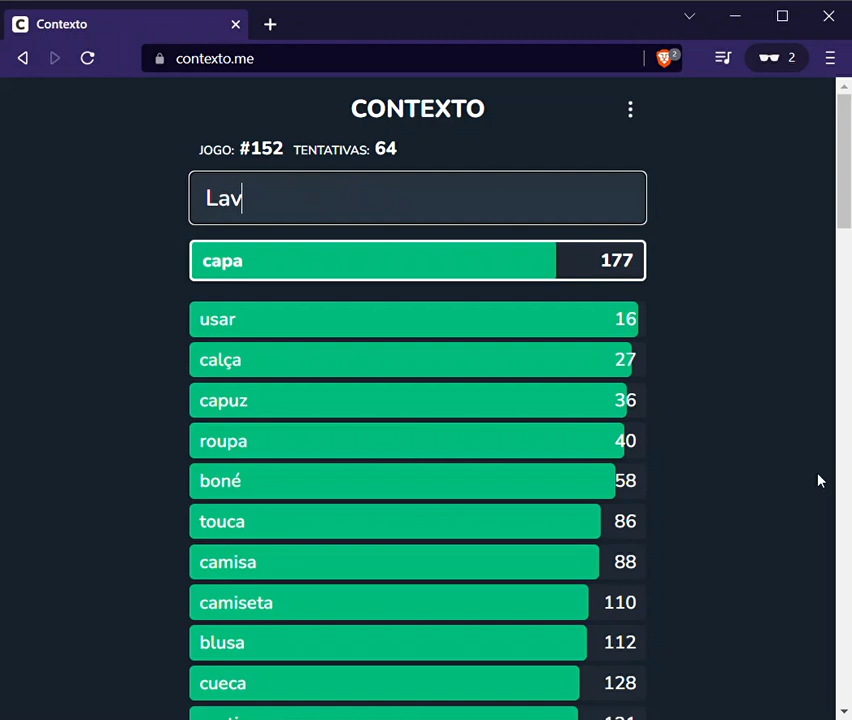 Contexto
contexto.me
2
2
CONTEXTO
JOGO: #152 TENTATIVAS: 64
Lav
capa 177
usar 16
calça 27
capuz 36
roupa 40
boné 58
touca 86
camisa 88
camiseta 110
blusa 112
cueca 128